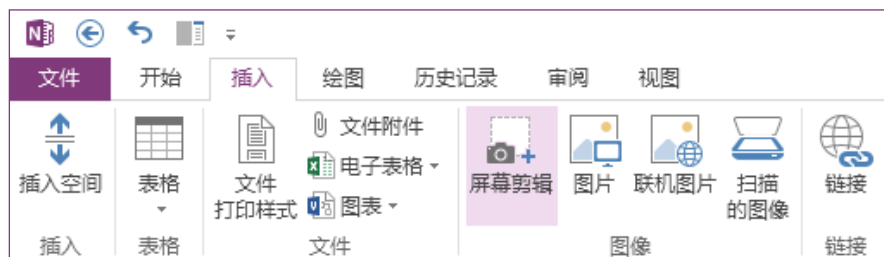 N
文件 开始 插入 绘图 历史记录 审阅 视图
插入空间
表格
文件
打印样式
文件附件
电子表格
图表
屏幕剪辑
图片
联机图片
扫描
的图像
链接
插入 表格 文件 图像 链接